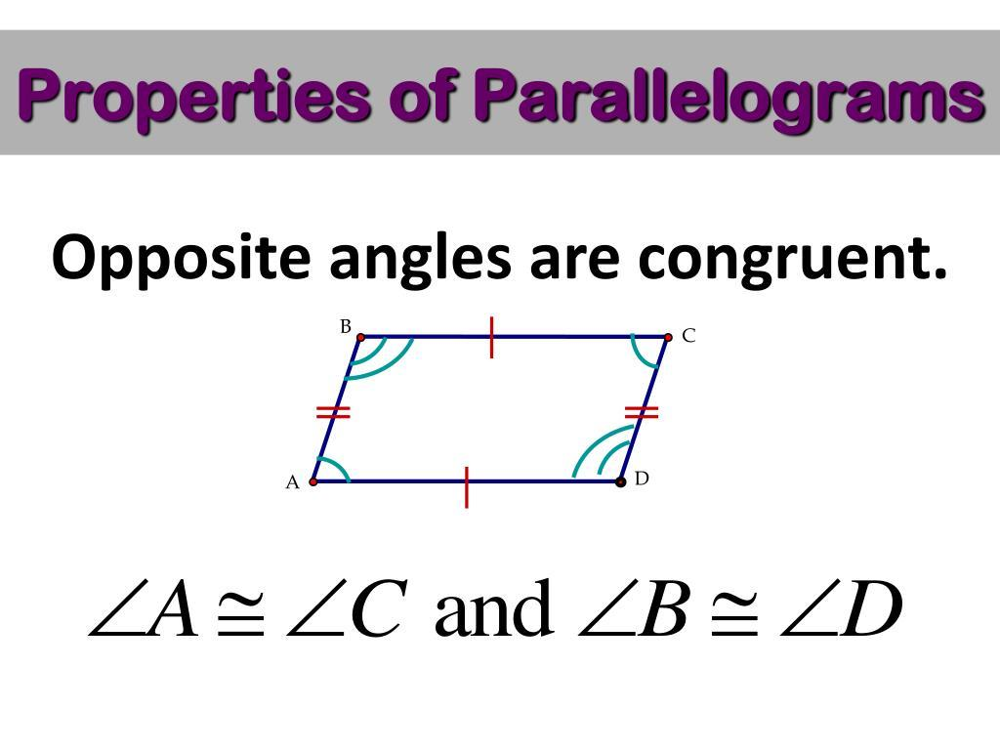 Properties of Parallelograms
Opposite angles are congruent.
B
C
A
D
∠A ≅ ∠C and ∠B ≅ ∠D